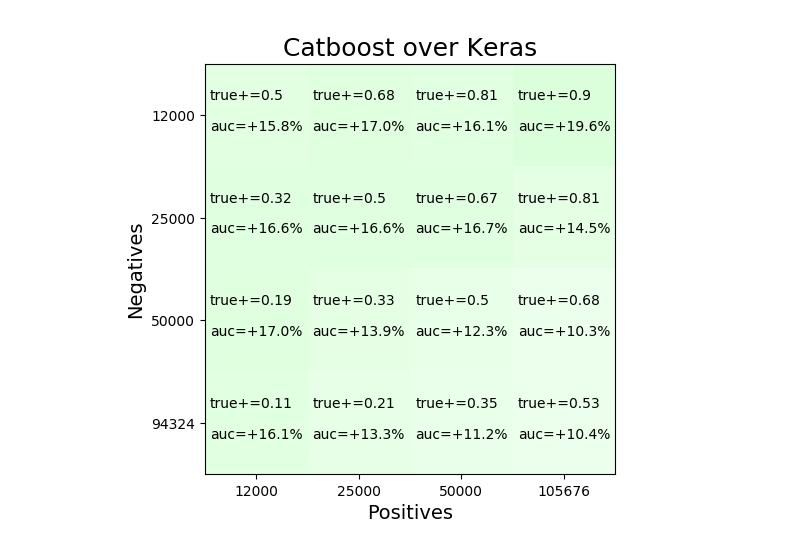 Catboost over Keras
true+=0.5 true+=0.68 true+=0.81 true+=0.9
12000
auc=+15.8% auc=+17.0% auc=+16.1% auc=+19.6%
true+=0.32 true+=0.5 true+=0.67 true+=0.81
25000
auc=+16.6% auc=+16.6% auc=+16.7% auc=+14.5%
Negatives
true+=0.19 true+=0.33 true+=0.5 true+=0.68
50000
auc=+17.0% auc=+13.9% auc=+12.3% auc=+10.3%
true+=0.11 true+=0.21 true+=0.35 true+=0.53
94324
auc=+16.1% auc=+13.3% auc=+11.2% auc=+10.4%
12000 25000 50000 105676
Positives